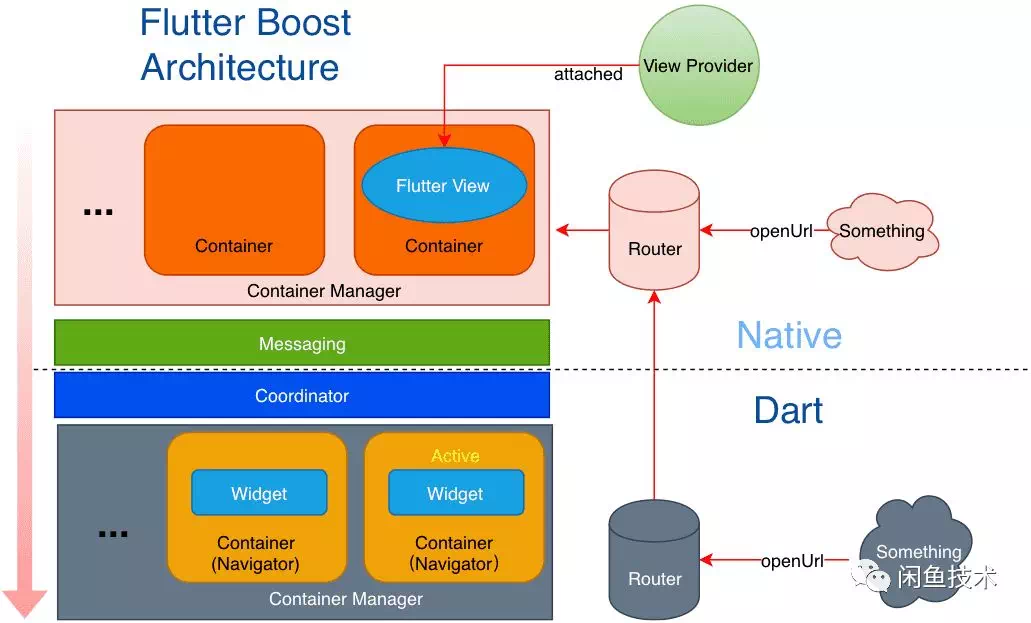 Flutter Boost
Architecture
View Provider
attached
Flutter View
...
Container
Container
Container Manager
Router
openUrl
Something
Messaging
Native
Coordinator
Dart
Active
Widget
Widget
...
Container
(Navigator)
Container
(Navigator)
Container Manager
Router
openUrl
Something
闲鱼技术